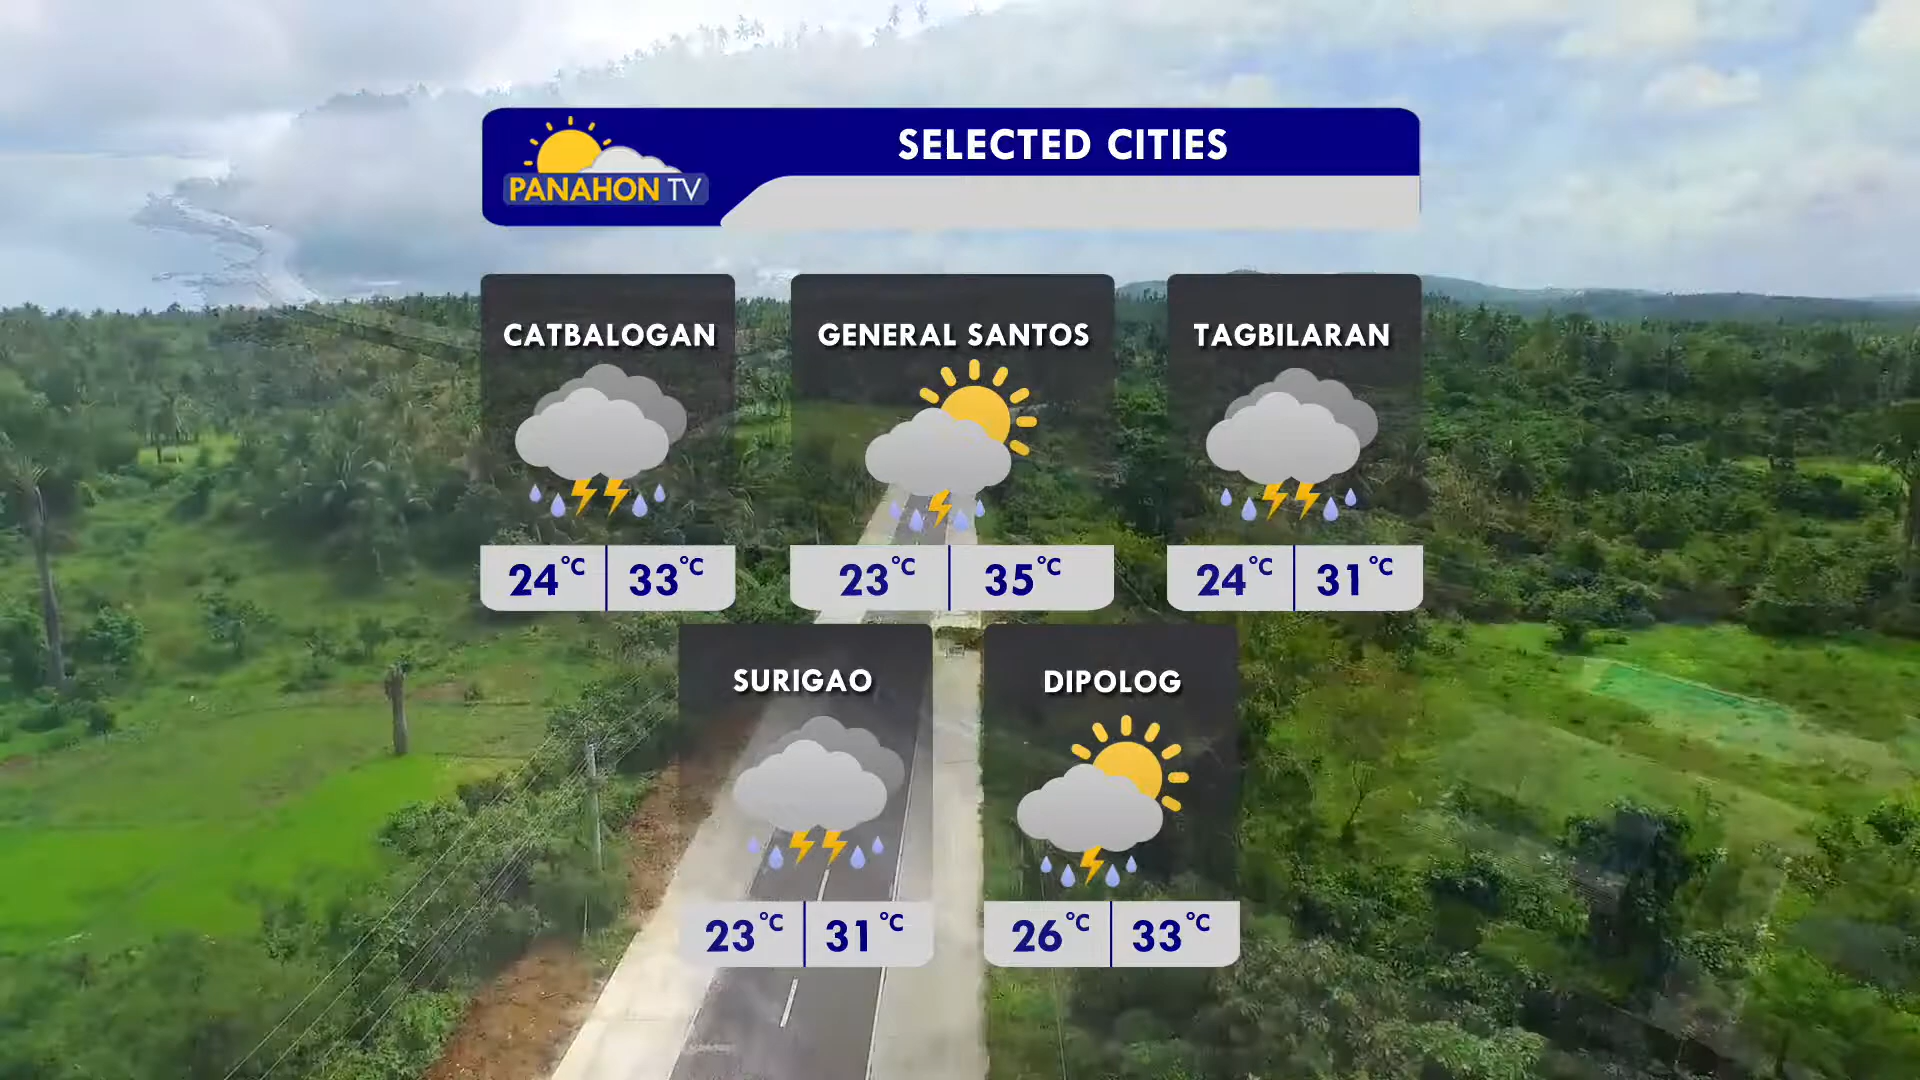 SELECTED CITIES
PANAHON TV
CATBALOGAN
24°C 33°C
GENERAL SANTOS
23°C 35°C
TAGBILARAN
24°C 31°C
SURIGAO
23°C 31°C
DIPOLOG
26°C 33°C